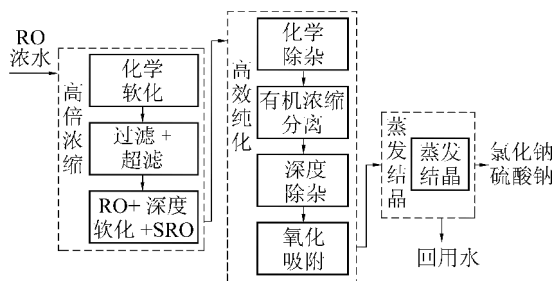 RO
浓水
高倍浓缩
化学
软化
过滤 +
超滤
RO+ 深度
软化 +SRO
高效纯化
化学
除杂
有机浓缩
分离
深度
除杂
氧化
吸附
蒸发结晶
蒸发
结晶
氯化钠
硫酸钠
回用水